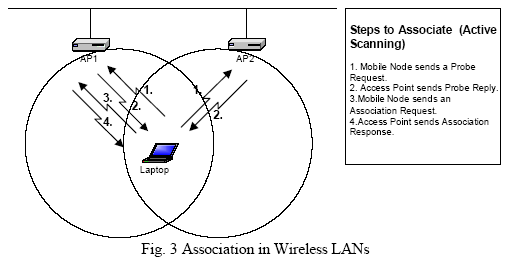 AP1
AP2
1.
2.
3.
4.
1.
2.
Laptop
Steps to Associate (Active
Scanning)
1. Mobile Node sends a Probe
Request.
2. Access Point sends Probe Reply.
3.Mobile Node sends an
Association Request.
4.Access Point sends Association
Response.
Fig. 3 Association in Wireless LANs